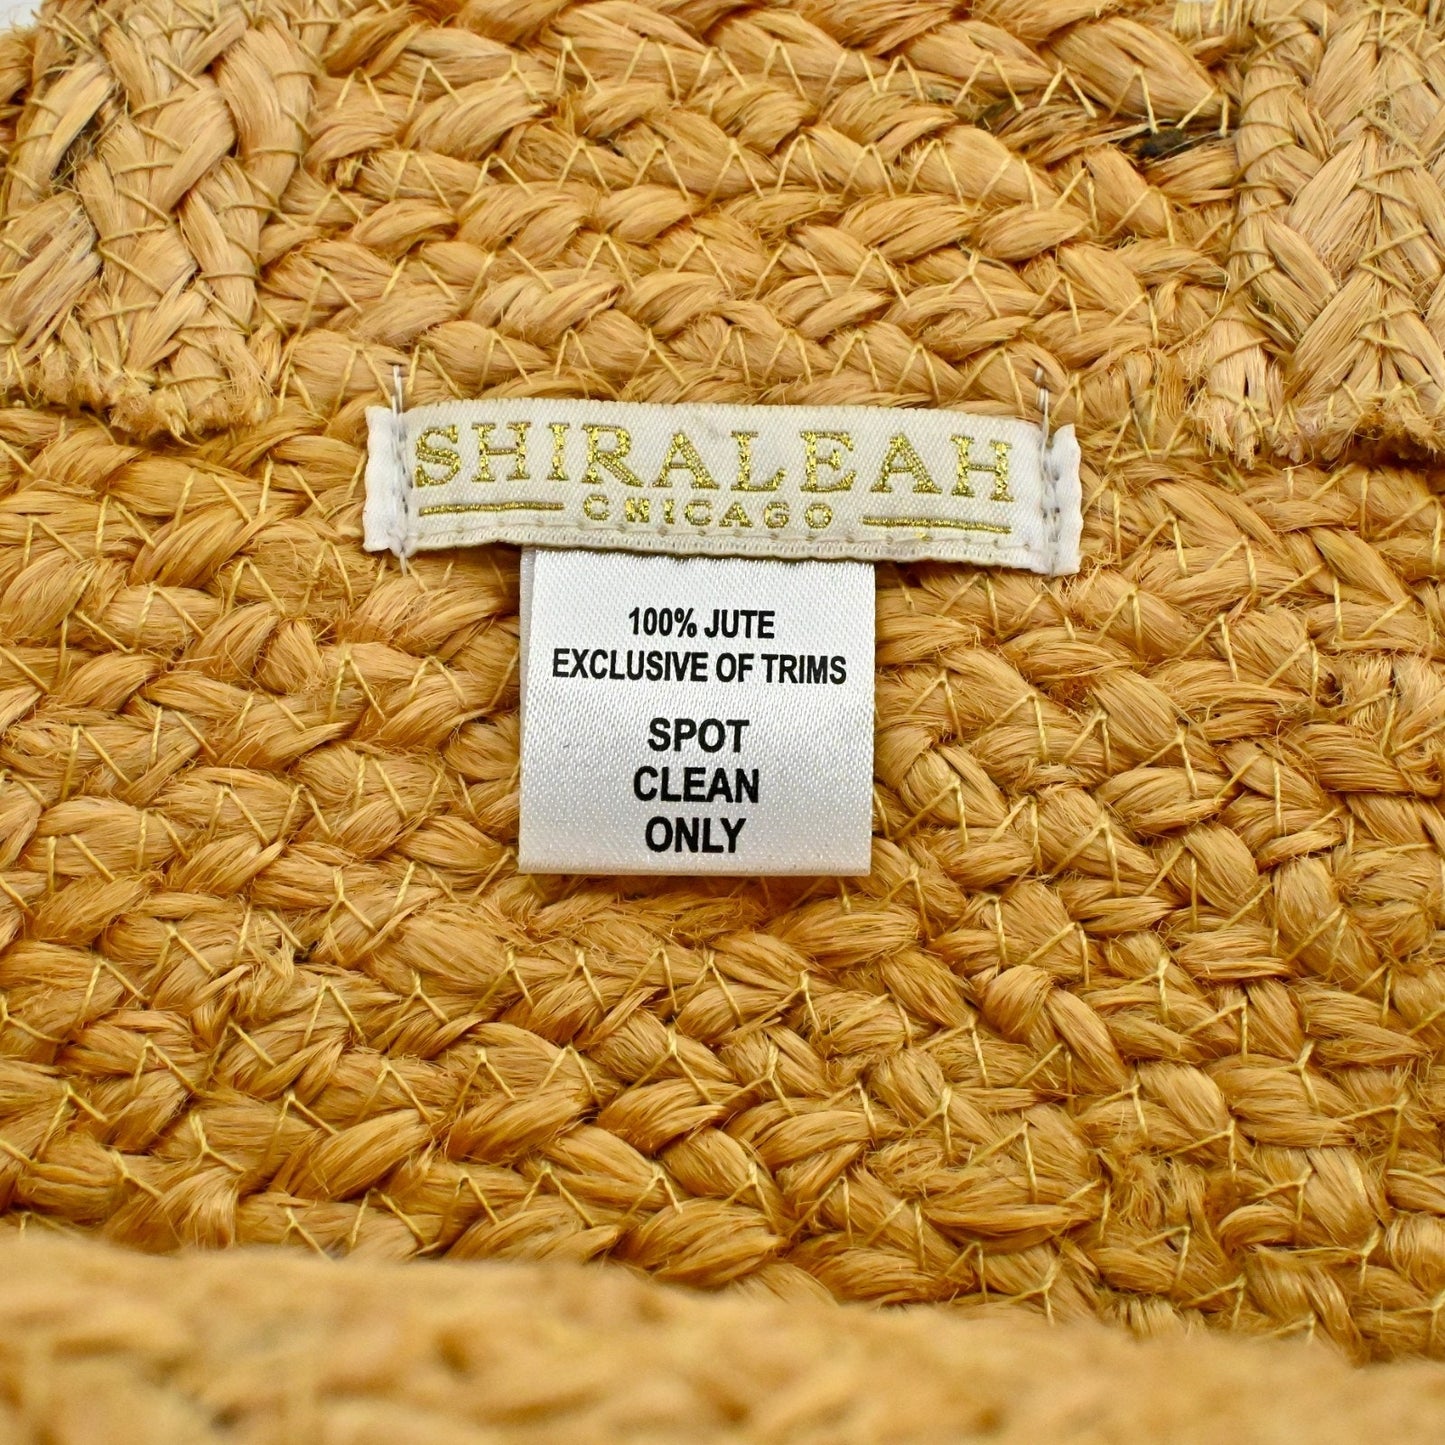 SHIRALEAH
CHICAGO
100% JUTE
EXCLUSIVE OF TRIMS
SPOT
CLEAN
ONLY